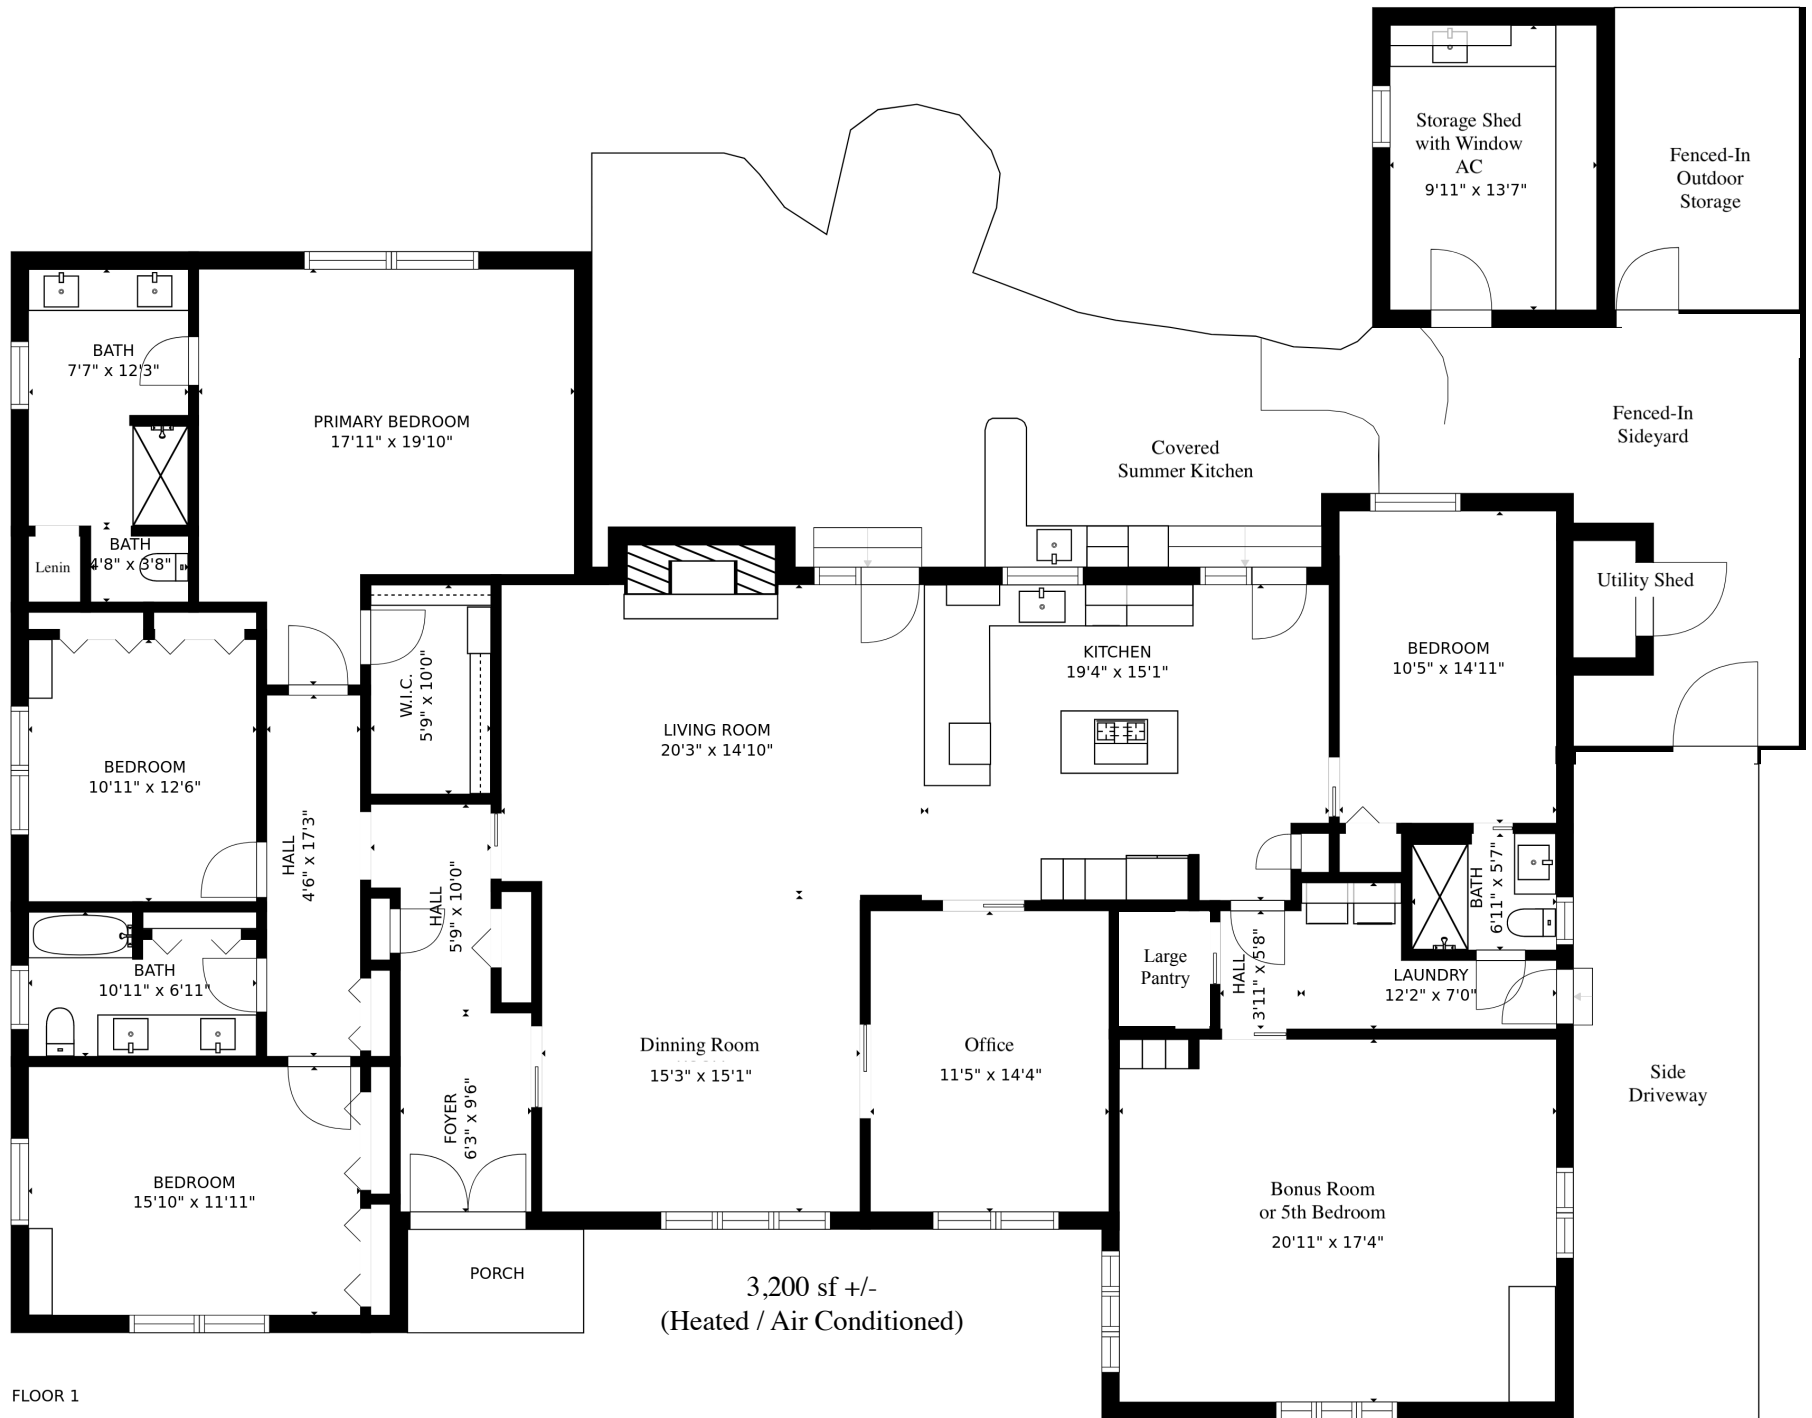 Storage Shed
with Window
AC
9'11" x 13'7"
Fenced-In
Outdoor
Storage
BATH
7'7" x 12'3"
PRIMARY BEDROOM
17'11" x 19'10"
Covered
Summer Kitchen
Fenced-In
Sideyard
BATH
4'8" x 3'8"
Lenin
Utility Shed
W.I.C.
5'9" x 10'0"
KITCHEN
19'4" x 15'1"
BEDROOM
10'5" x 14'11"
LIVING ROOM
20'3" x 14'10"
BEDROOM
10'11" x 12'6"
HALL
4'6" x 17'3"
HALL
5'9" x 10'0"
BATH
6'11" x 5'7"
BATH
10'11" x 6'11"
Large
Pantry
HALL
3'11" x 5'8"
LAUNDRY
12'2" x 7'0"
Dinning Room
15'3" x 15'1"
Office
11'5" x 14'4"
Side
Driveway
FOYER
6'3" x 9'6"
BEDROOM
15'10" x 11'11"
Bonus Room
or 5th Bedroom
20'11" x 17'4"
PORCH
3,200 sf +/-
(Heated / Air Conditioned)
FLOOR 1